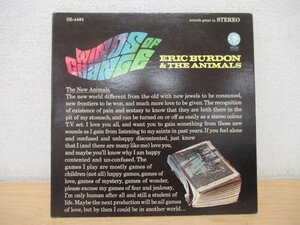 SE-4484
sounds great in STEREO
WINDS OF CHANGE
ERIC BURDON
& THE ANIMALS
The New Animals.
The new world different from the old with new jewels to be consumed,
new frontiers to be won, and much more love to be given. The recognition
of existence of pain and ecstasy to know that they are both there in the
pit of my stomach, and can be turned on or off as easily as a stereo colour
T.V. set. I love you all, and want you to gain something from these new
sounds as I gain from listening to my saints in past years. If you feel alone
and confused and unhappy discontented, just know
that I (and there are many like me) love you,
and maybe you'll know why I am happy
contented and un-confused. The
games I play are mostly games of
children (not all) happy games, games of
love, games of mystery, games of wonder,
please excuse my games of fear and jealousy,
I'm only human after all and still a student of
life. Maybe the next production will be all games
of love, but by then I could be in another world...